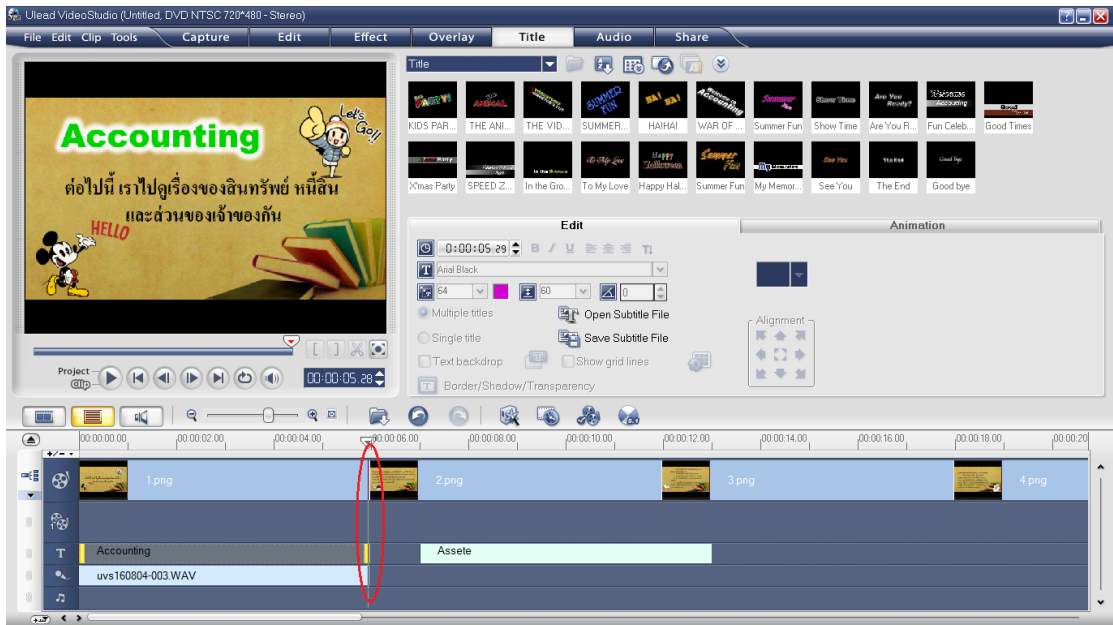 Ulead VideoStudio (Untitled, DVD NTSC 720*480 - Stereo)
File Edit Clip Tools Capture Edit Effect Overlay Title Audio Share
Title
Accounting
Let's Go!!
ต่อไปนี้ เราไปดูเรื่องของสินทรัพย์ หนี้สิน
และส่วนของเจ้าของกัน
HELLO
KIDS PAR... THE ANI... THE VID... SUMMER... HA!HA! WAR OF ... Summer Fun Show Time Are You R... Fun Celeb... Good Times
X'mas Party SPEED Z... In the Gro... To My Love Happy Hal... Summer Fun My Memor... See You The End Good bye
Edit Animation
0:00:05.29 B I U
Arial Black
64 60 0
Multiple titles Open Subtitle File
Single title Save Subtitle File
Text backdrop Show grid lines
Border/Shadow/Transparency
Alignment
Project
Clip
00:00:05.28
00:00:00.00 00:00:02.00 00:00:04.00 00:00:06.00 00:00:08.00 00:00:10.00 00:00:12.00 00:00:14.00 00:00:16.00 00:00:18.00 00:00:20
1.png 2.png 3.png 4.png
Accounting Assete
uvs160804-003.WAV